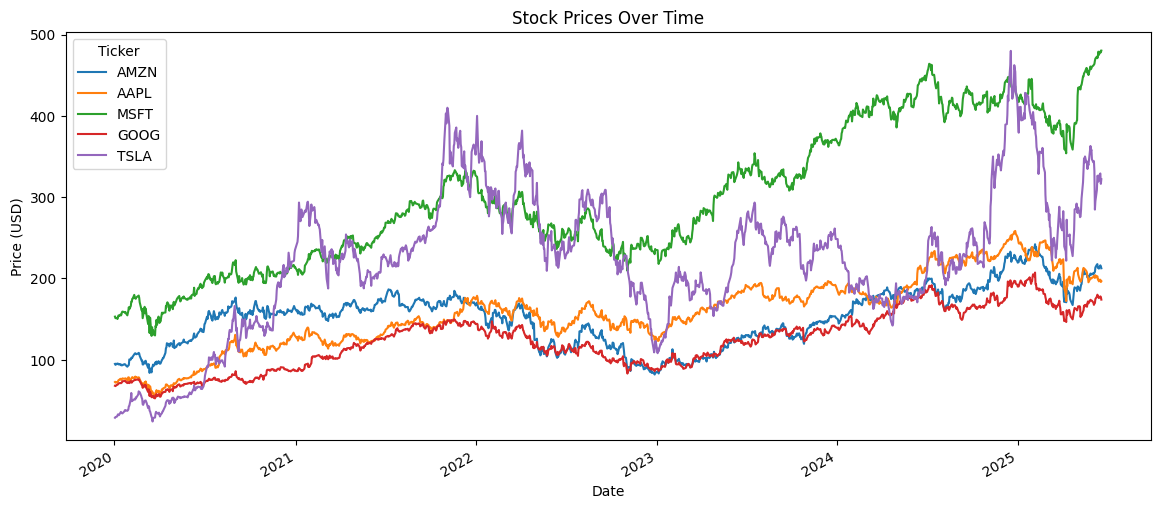 Stock Prices Over Time
Price (USD)
500
400
300
200
100
Ticker
AMZN
AAPL
MSFT
GOOG
TSLA
2020
2021
2022
2023
2024
2025
Date